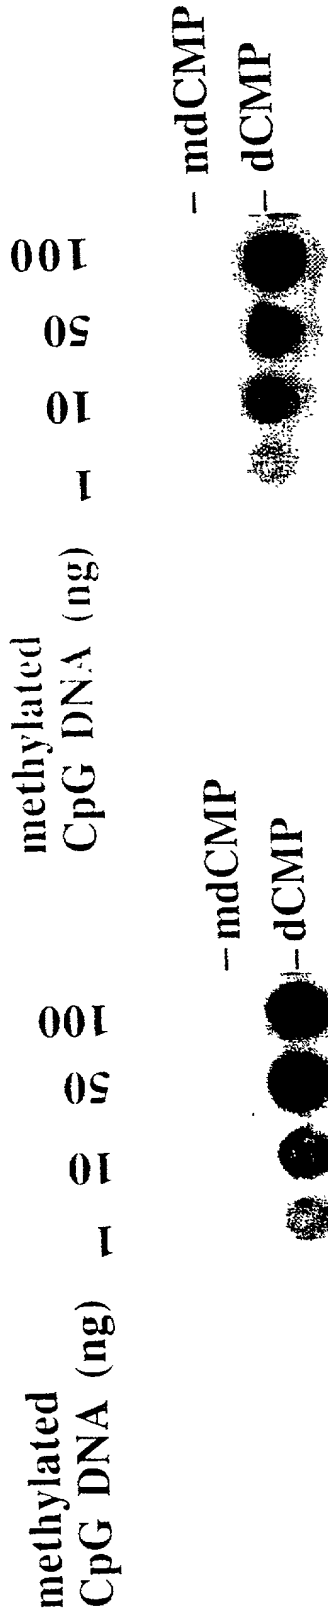 methylated
CpG DNA (ng) 1 10 50 100
– mdCMP
– dCMP
methylated
CpG DNA (ng) 1 10 50 100
– mdCMP
– dCMP